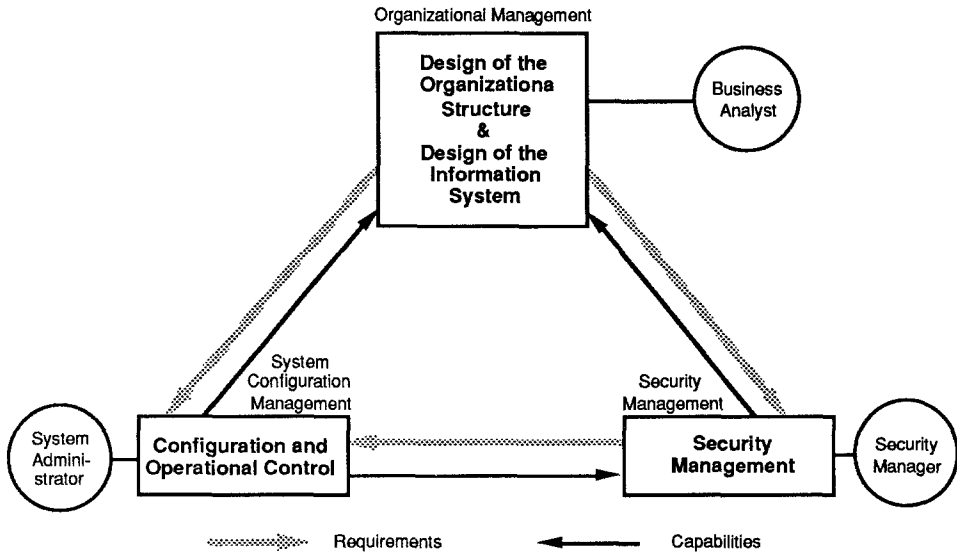 Organizational Management
Design of the
Organizationa
Structure
&
Design of the
Information
System
Business
Analyst
System
Configuration
Management
Security
Management
System
Admini-
strator
Configuration and
Operational Control
Security
Management
Security
Manager
Requirements
Capabilities